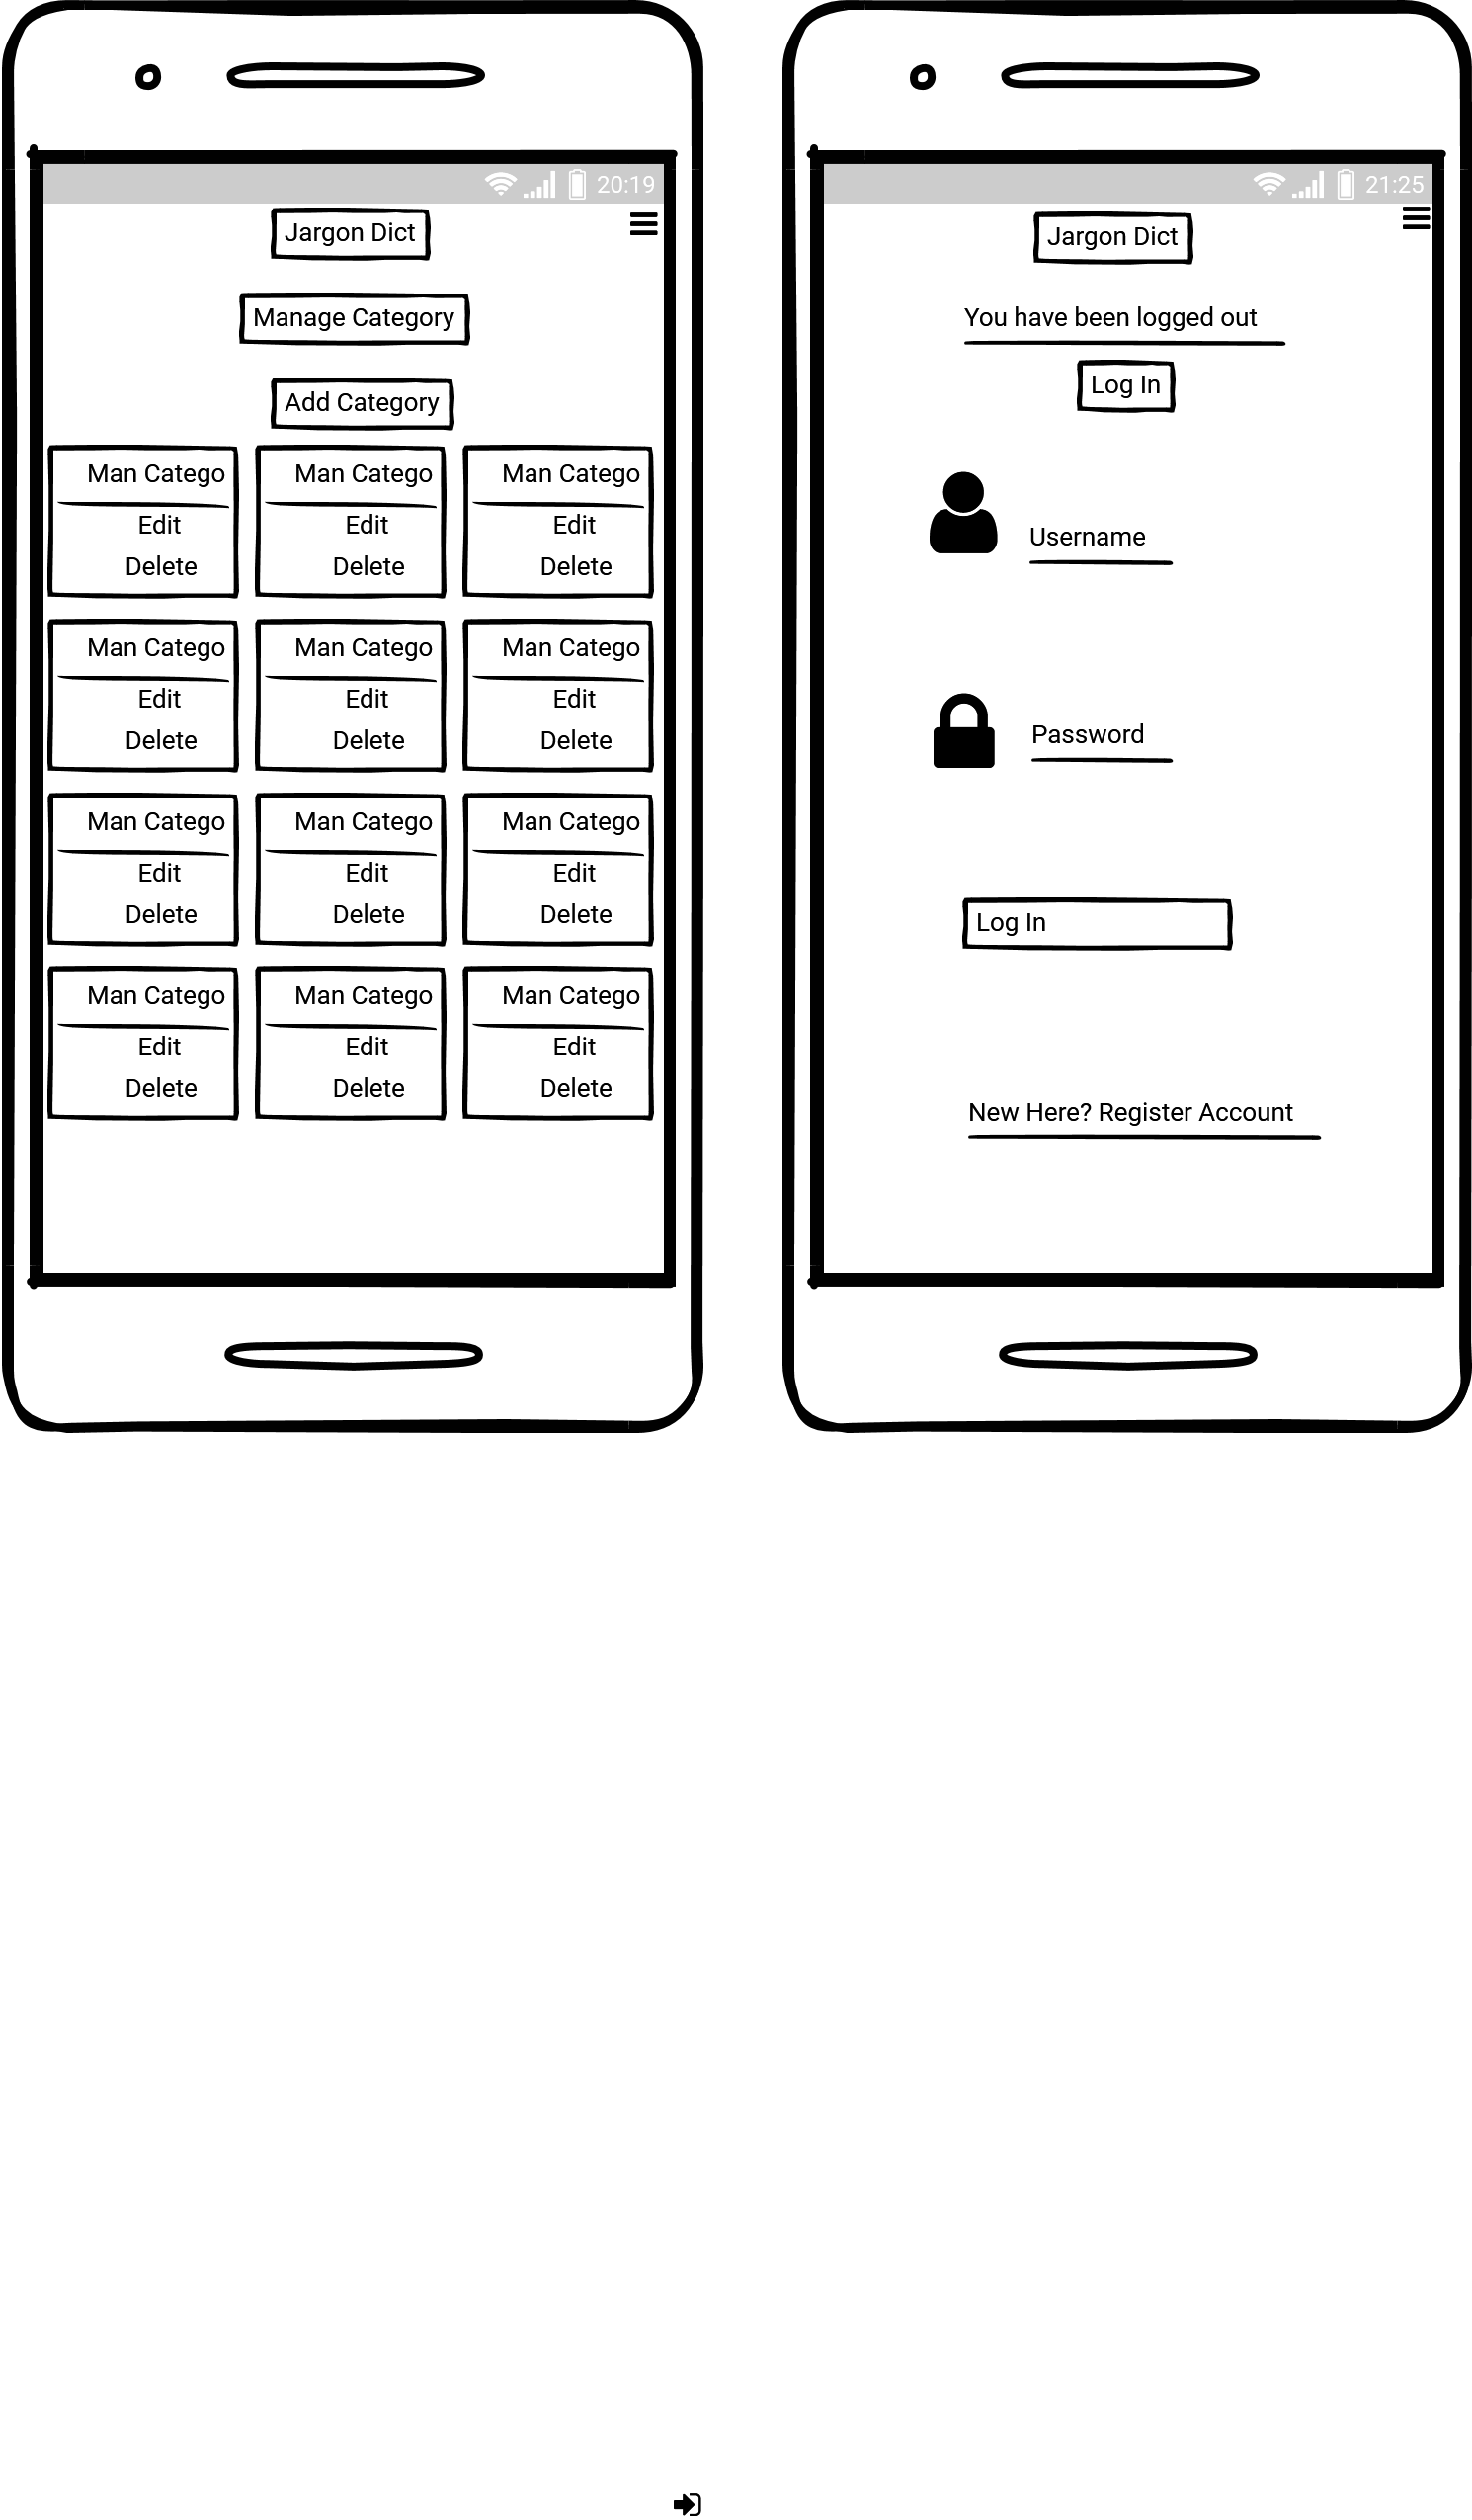 20:19
Jargon Dict
Manage Category
Add Category
Man Catego Man Catego Man Catego
Edit Edit Edit
Delete Delete Delete
Man Catego Man Catego Man Catego
Edit Edit Edit
Delete Delete Delete
Man Catego Man Catego Man Catego
Edit Edit Edit
Delete Delete Delete
Man Catego Man Catego Man Catego
Edit Edit Edit
Delete Delete Delete
21:25
Jargon Dict
You have been logged out
Log In
Username
Password
Log In
New Here? Register Account